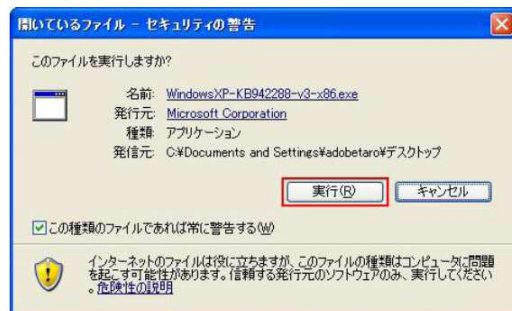 開いているファイル - セキュリティの警告
このファイルを実行しますか?
名前: WindowsXP-KB942288-v3-x86.exe
発行元: Microsoft Corporation
種類: アプリケーション
発信元: C:¥Documents and Settings¥adobetaro¥デスクトップ
実行(R) キャンセル
この種類のファイルであれば常に警告する(W)
インターネットのファイルは役に立ちますが、このファイルの種類はコンピュータに問題
を起こす可能性があります。信頼する発行元のソフトウェアのみ、実行してください
。危険性の説明